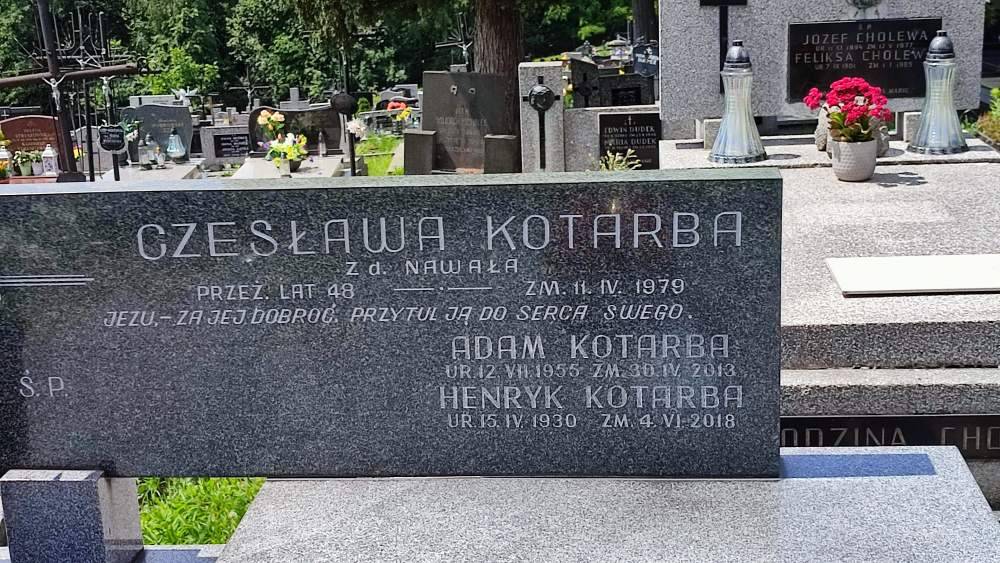 CZESŁAWA KOTARBA
Z d. NAWAŁA
PRZEŻ. LAT 48 ZM. 11. IV. 1979
JEZU,- ZA JEJ DOBROĆ, PRZYTUL JĄ DO SERCA SWEGO.
ADAM KOTARBA
UR. 12. VII. 1955 ZM. 30. IV. 2013
HENRYK KOTARBA
UR. 15. IV. 1930 ZM. 4. VI. 2018
Ś.P.
JÓZEF CHOLEWA
FELIKSA CHOLEW
EDWIN DUDEK
MARIA DUDEK
ODZINA CHO